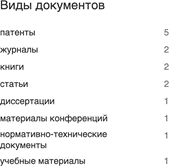 Виды документов
патенты 5
журналы 2
книги 2
статьи 2
диссертации 1
материалы конференций 1
нормативно-технические 1
документы
учебные материалы 1